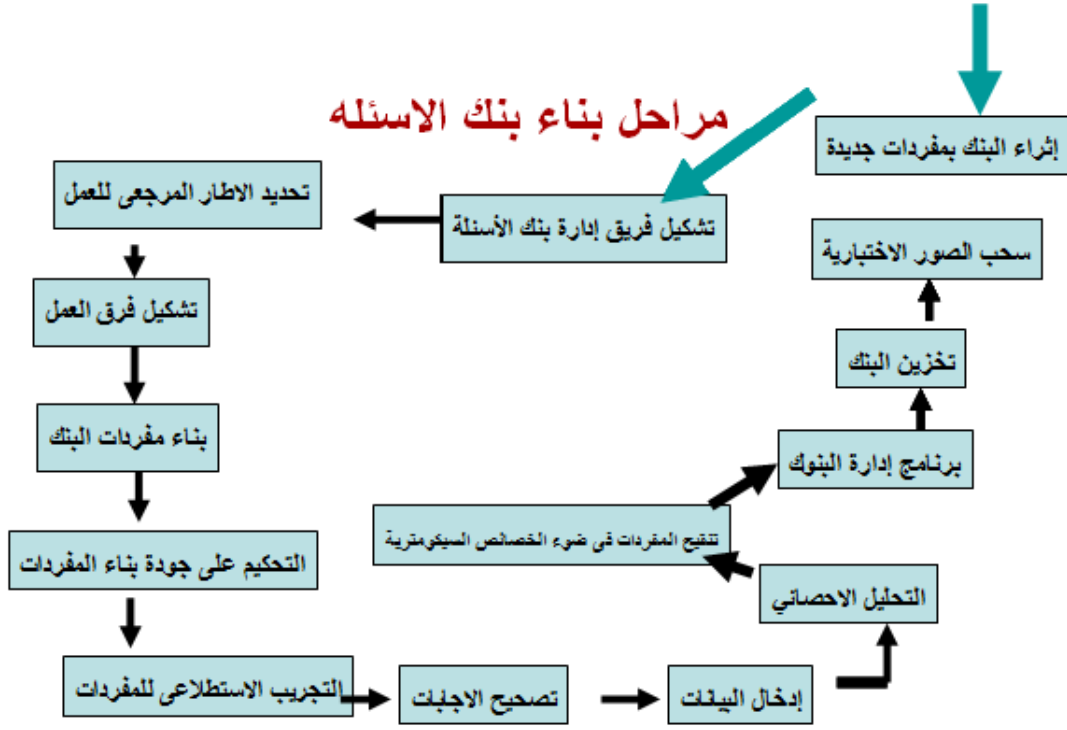 مراحل بناء بنك الاسئله
تشكيل فريق إدارة بنك الأسئلة
تحديد الاطار المرجعى للعمل
تشكيل فرق العمل
بناء مفردات البنك
التحكيم على جودة بناء المفردات
التجريب الاستطلاعى للمفردات
تصحيح الاجابات
إدخال البيانات
التحليل الاحصائي
تنقيح المفردات فى ضوء الخصائص السيكومترية
برنامج إدارة البنوك
تخزين البنك
سحب الصور الاختبارية
إثراء البنك بمفردات جديدة